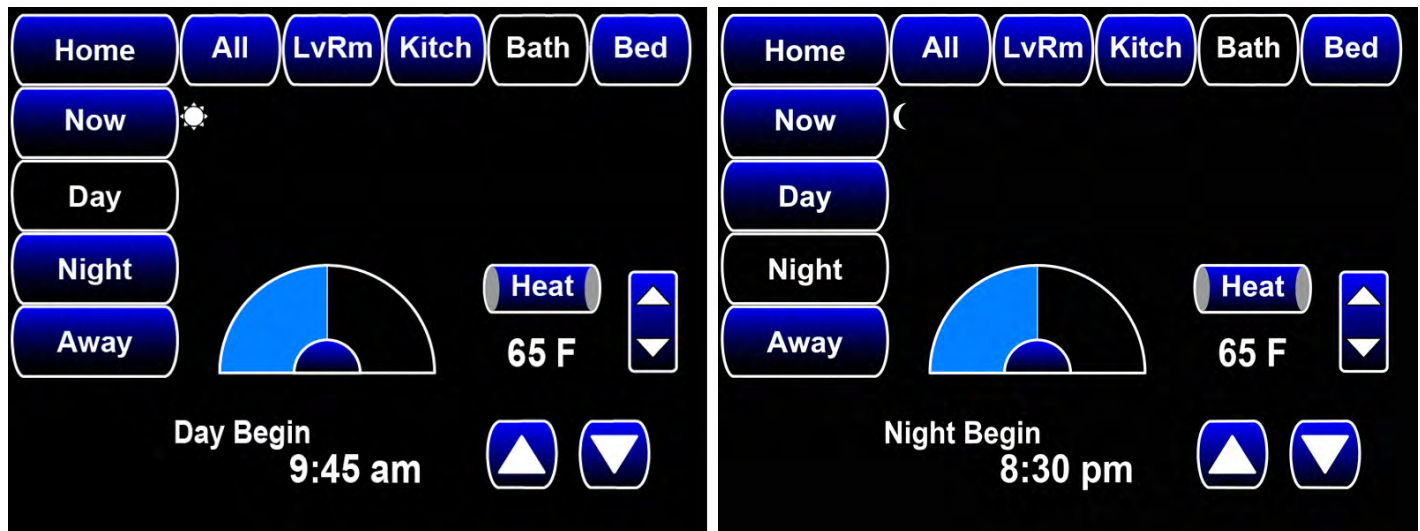 Home All LvRm Kitch Bath Bed
Now
Day
Night
Heat
Away
65 F
Day Begin
9:45 am
Home All LvRm Kitch Bath Bed
Now
Day
Night
Heat
Away
65 F
Night Begin
8:30 pm